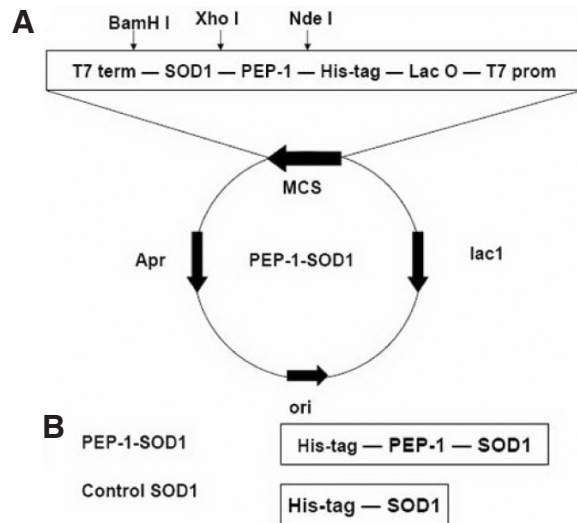 A
BamH I Xho I Nde I
T7 term — SOD1 — PEP-1 — His-tag — Lac O — T7 prom
MCS
Apr PEP-1-SOD1 lac1
ori
B
PEP-1-SOD1 His-tag — PEP-1 — SOD1
Control SOD1 His-tag — SOD1